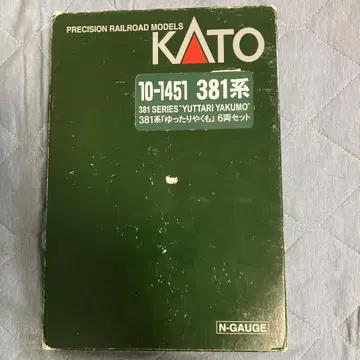 PRECISION RAILROAD MODELS
KATO
10-1451 381系
381 SERIES "YUTTARI YAKUMO"
381系「ゆったりやくも」6両セット
N-GAUGE